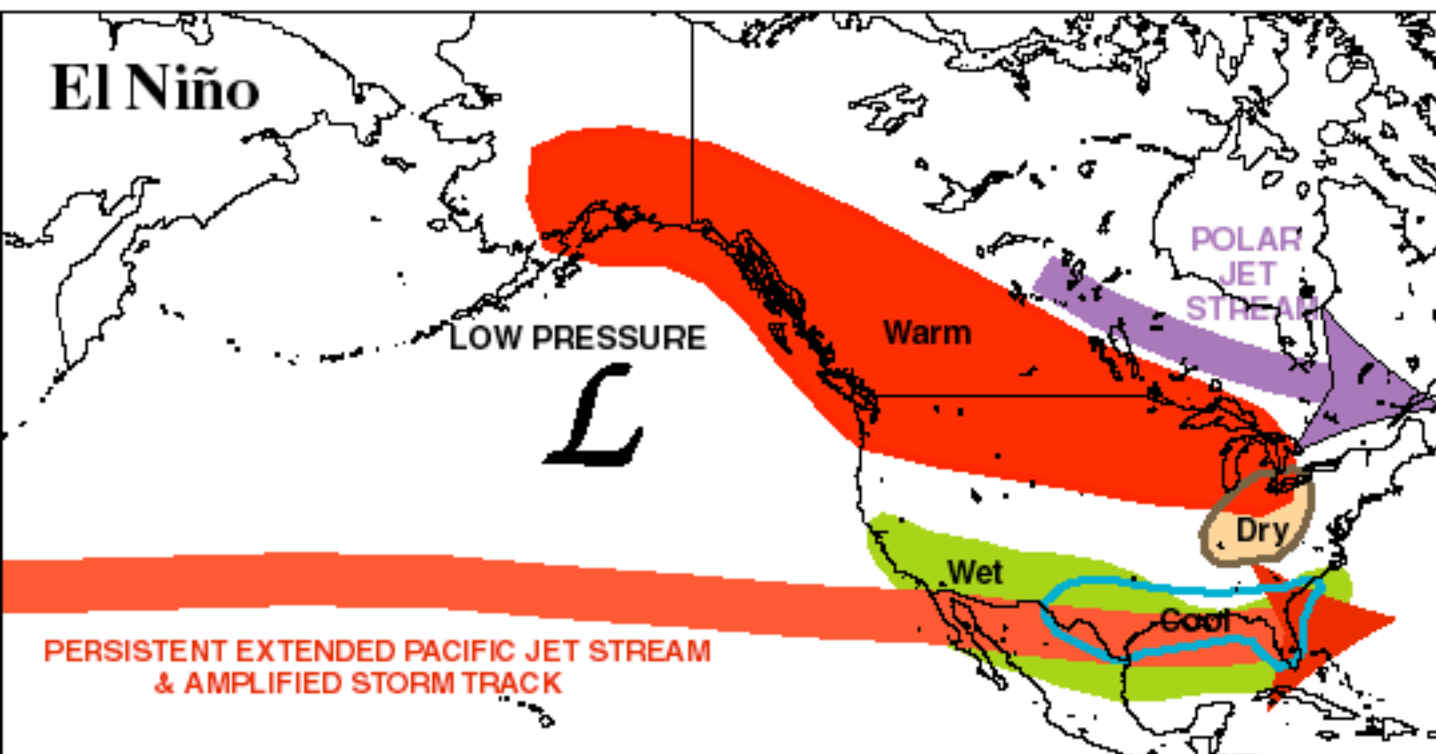 El Niño
POLAR
JET
STREAM
LOW PRESSURE
L
Warm
Dry
Wet
Cool
PERSISTENT EXTENDED PACIFIC JET STREAM
& AMPLIFIED STORM TRACK